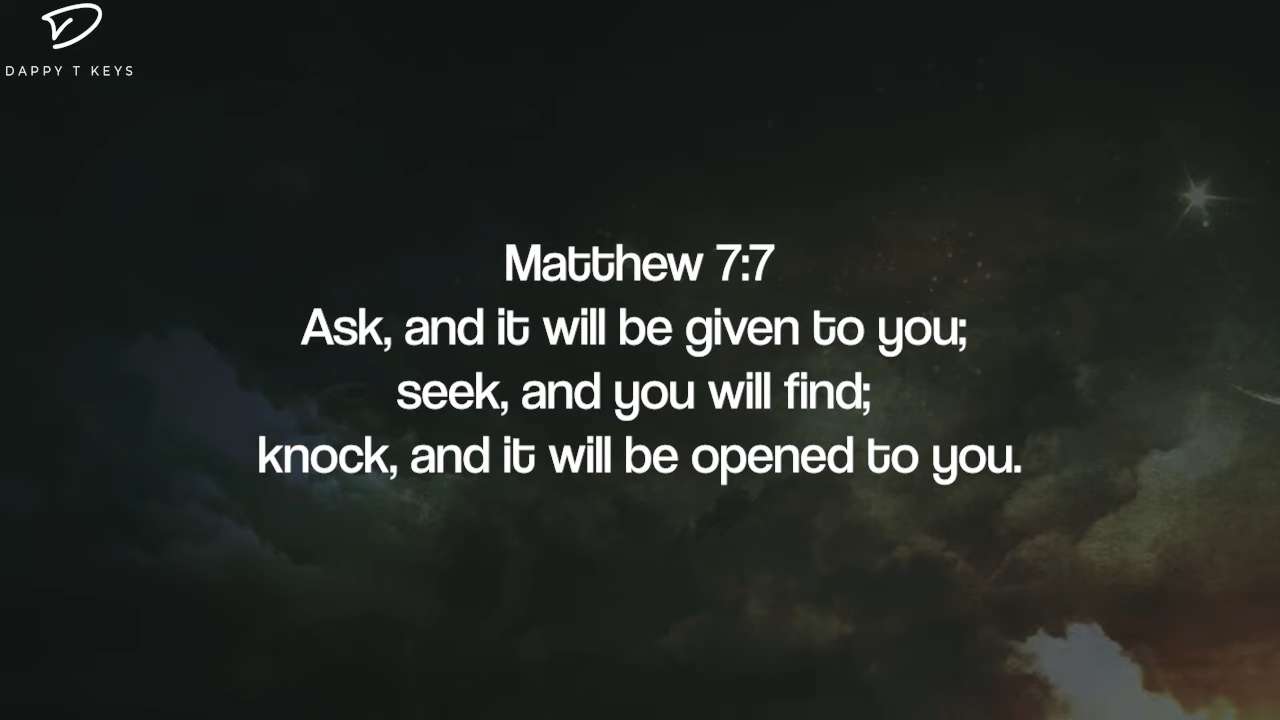 DAPPY T KEYS
Matthew 7:7
Ask, and it will be given to you;
seek, and you will find;
knock, and it will be opened to you.